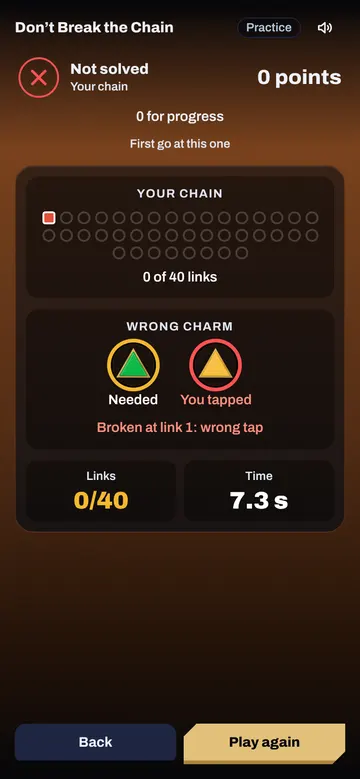 Don't Break the Chain
Practice
Not solved
Your chain
0 points
0 for progress
First go at this one
YOUR CHAIN
0 of 40 links
WRONG CHARM
Needed
You tapped
Broken at link 1: wrong tap
Links
0/40
Time
7.3 s
Back
Play again